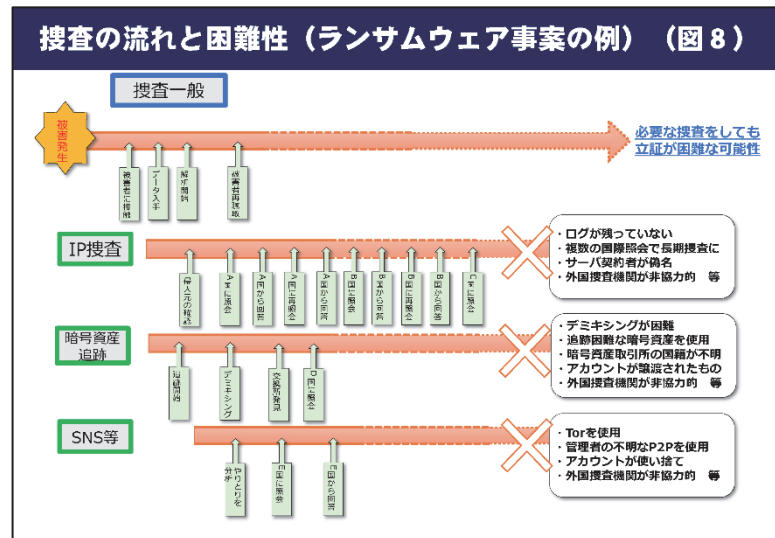 捜査の流れと困難性（ランサムウェア事案の例）（図８）
捜査一般
被害発生
必要な捜査をしても
立証が困難な可能性
データ入手
解析開始
IP捜査
A国に照会
A国から回答
A国に再照会
A国から回答
B国に照会
B国から回答
B国に再照会
B国から回答
C国に照会
・ログが残っていない
・複数の国際照会で長期捜査に
・サーバ契約者が偽名
・外国捜査機関が非協力的　等
暗号資産
追跡
追跡開始
デミキシング
交換所発見
D国に照会
・デミキシングが困難
・追跡困難な暗号資産を使用
・暗号資産取引所の国籍が不明
・アカウントが譲渡されたもの
・外国捜査機関が非協力的　等
SNS等
やりとりを
分析
E国に照会
E国から回答
・Torを使用
・管理者の不明なP2Pを使用
・アカウントが使い捨て
・外国捜査機関が非協力的　等